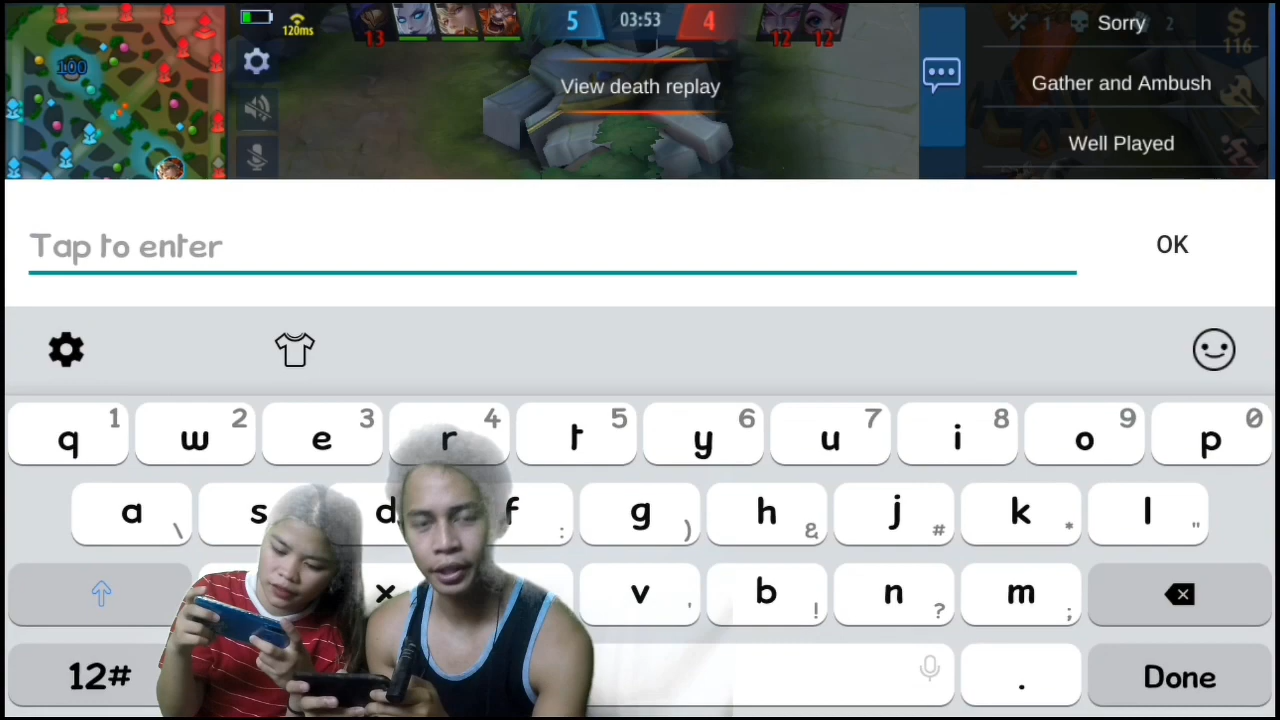 100
120ms
13
5
03:53
4
12 12
1 2
$
116
View death replay
Sorry
Gather and Ambush
Well Played
Tap to enter
OK
q 1 w 2 e 3 r 4 t 5 y 6 u 7 i 8 o 9 p 0
a \ s d f : g ) h & j # k * l "
x v ' b ! n ? m ;
12# . Done